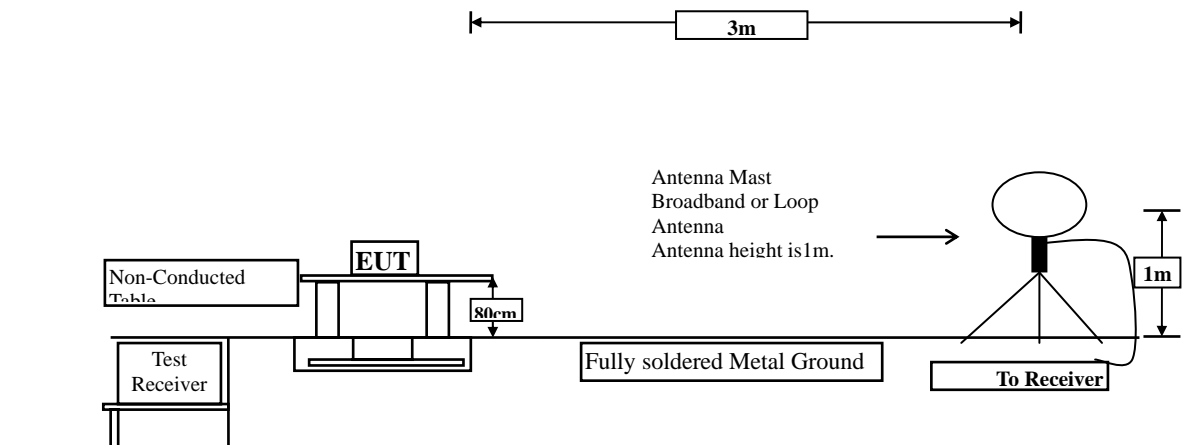 3m
Antenna Mast
Broadband or Loop
Antenna
Antenna height is1m.
EUT
Non-Conducted
Table
80cm
1m
Test
Receiver
Fully soldered Metal Ground
To Receiver